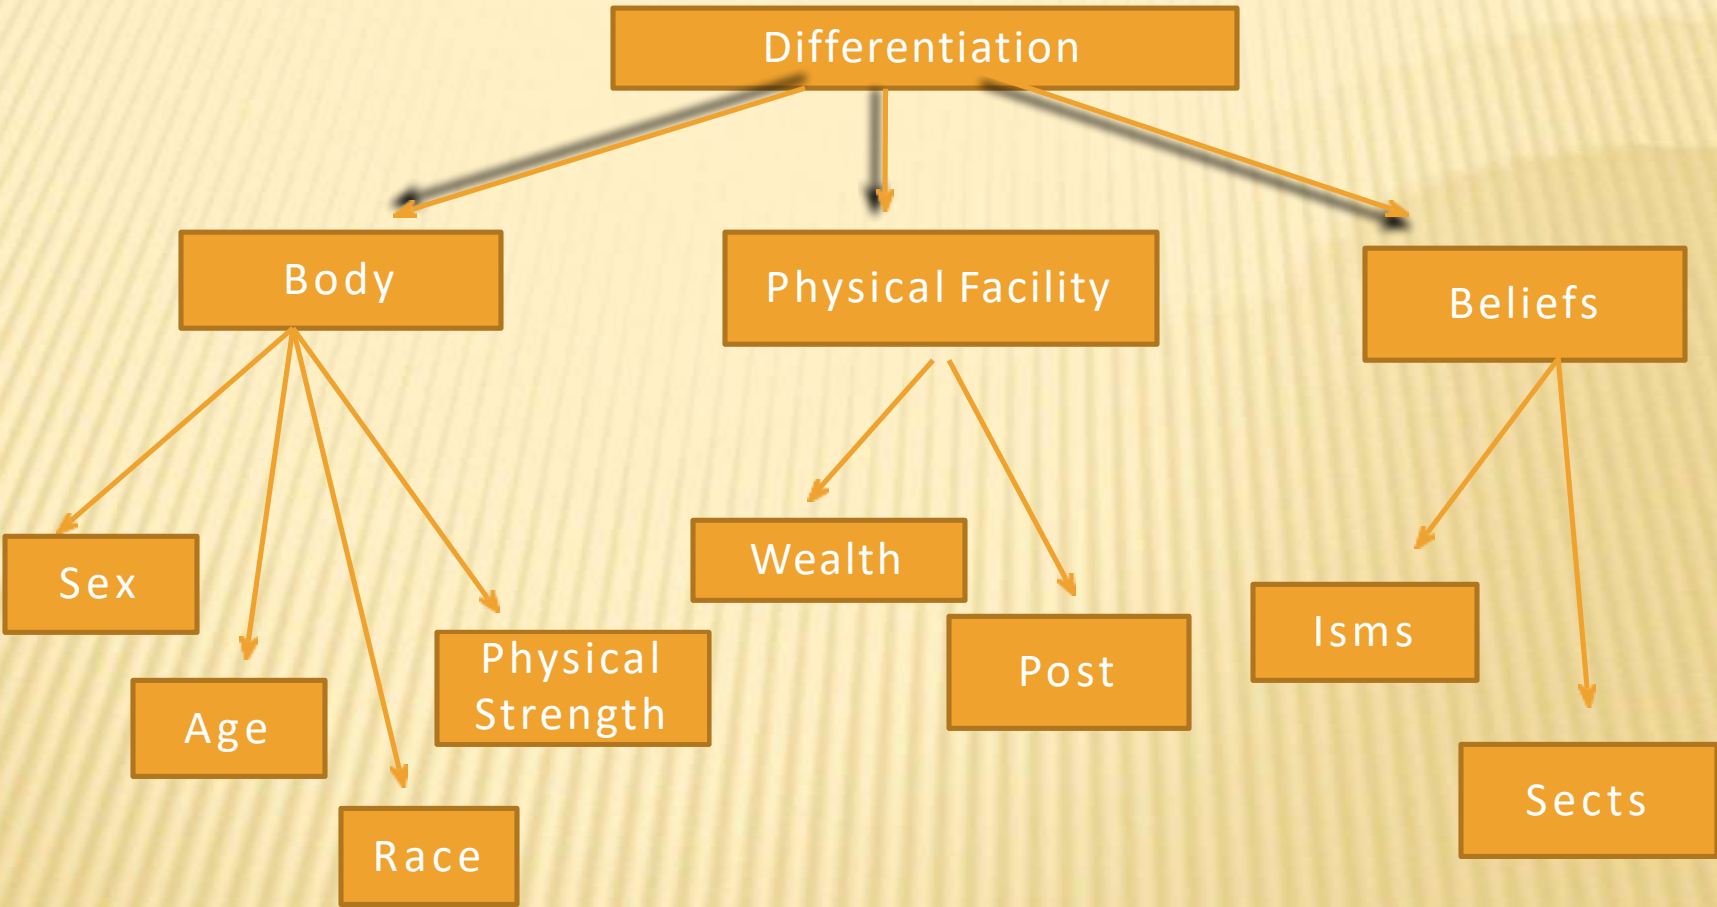 Differentiation
Body
Physical Facility
Beliefs
Sex
Age
Race
Physical
Strength
Wealth
Post
Isms
Sects